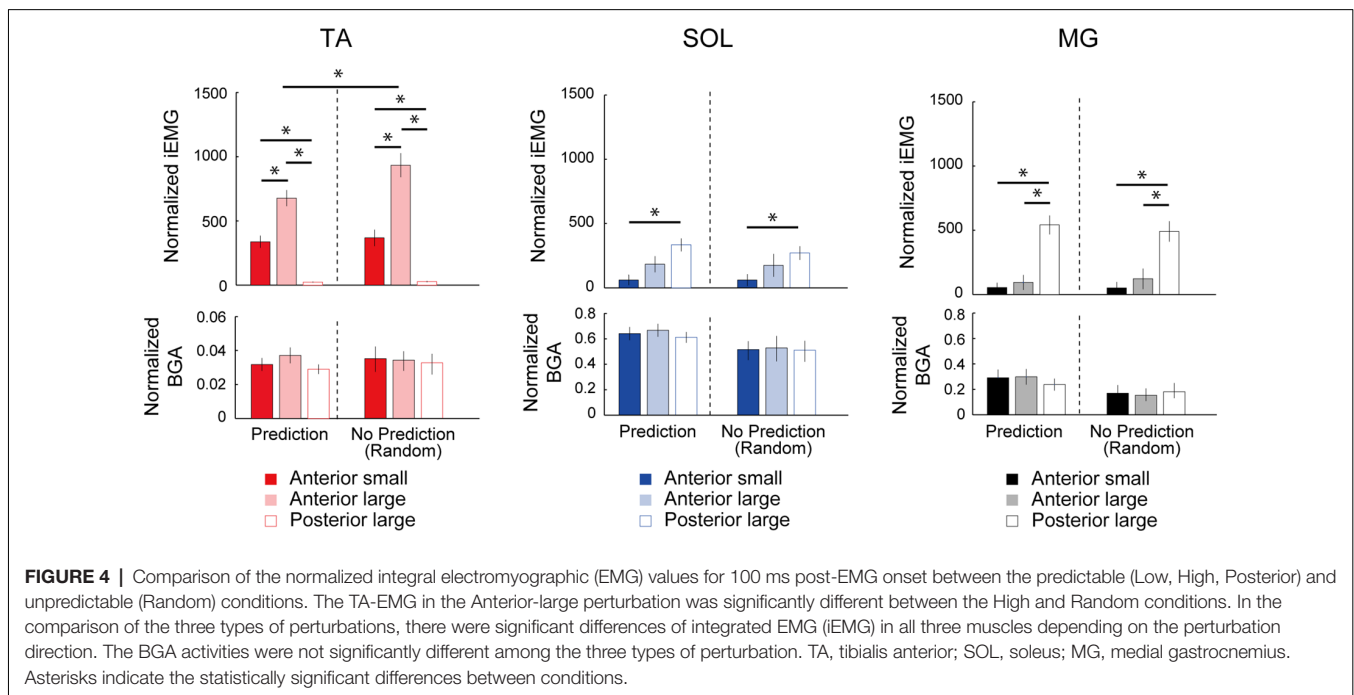 TA
SOL
MG
Normalized iEMG
1500
1000
500
0
*
*
*
*
*
*
*
Normalized BGA
0.06
0.04
0.02
0
Prediction
No Prediction
(Random)
Anterior small
Anterior large
Posterior large
Normalized iEMG
1500
1000
500
0
*
*
Normalized BGA
0.8
0.6
0.4
0.2
0
Prediction
No Prediction
(Random)
Anterior small
Anterior large
Posterior large
Normalized iEMG
1500
1000
500
0
*
*
*
*
Normalized BGA
0.8
0.6
0.4
0.2
0
Prediction
No Prediction
(Random)
Anterior small
Anterior large
Posterior large
FIGURE 4 | Comparison of the normalized integral electromyographic (EMG) values for 100 ms post-EMG onset between the predictable (Low, High, Posterior) and
unpredictable (Random) conditions. The TA-EMG in the Anterior-large perturbation was significantly different between the High and Random conditions. In the
comparison of the three types of perturbations, there were significant differences of integrated EMG (iEMG) in all three muscles depending on the perturbation
direction. The BGA activities were not significantly different among the three types of perturbation. TA, tibialis anterior; SOL, soleus; MG, medial gastrocnemius.
Asterisks indicate the statistically significant differences between conditions.